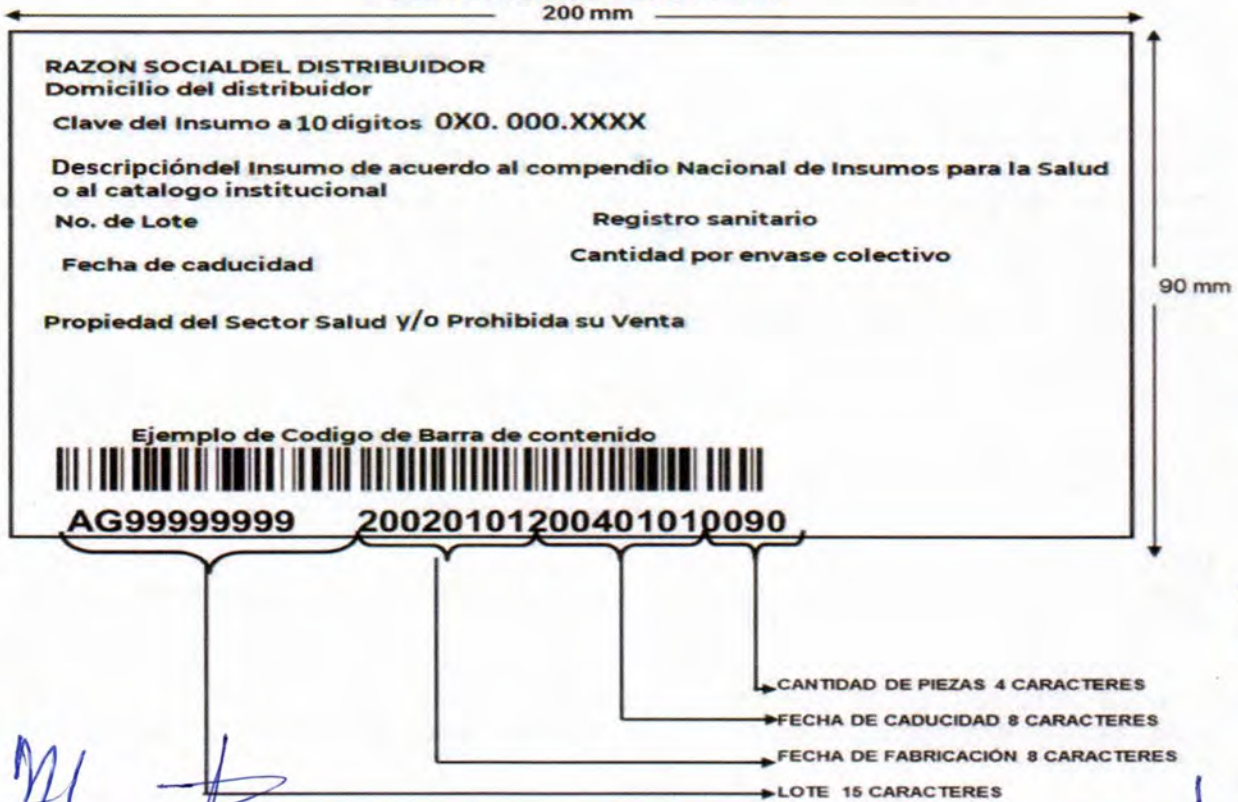 200 mm
RAZON SOCIALDEL DISTRIBUIDOR
Domicilio del distribuidor
Clave del Insumo a 10 digitos 0X0. 000.XXXX
Descripcióndel Insumo de acuerdo al compendio Nacional de Insumos para la Salud
o al catalogo institucional
No. de Lote
Registro sanitario
Fecha de caducidad
Cantidad por envase colectivo
90 mm
Propiedad del Sector Salud y/o Prohibida su Venta
Ejemplo de Codigo de Barra de contenido
AG99999999 20020101200401010090
CANTIDAD DE PIEZAS 4 CARACTERES
FECHA DE CADUCIDAD 8 CARACTERES
FECHA DE FABRICACIÓN 8 CARACTERES
LOTE 15 CARACTERES